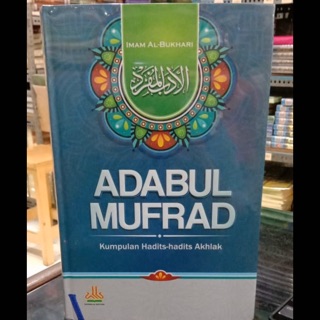 IMAM AL-BUKHARI
الأدب المفرد
ADABUL
MUFRAD
Kumpulan Hadits-hadits Akhlak